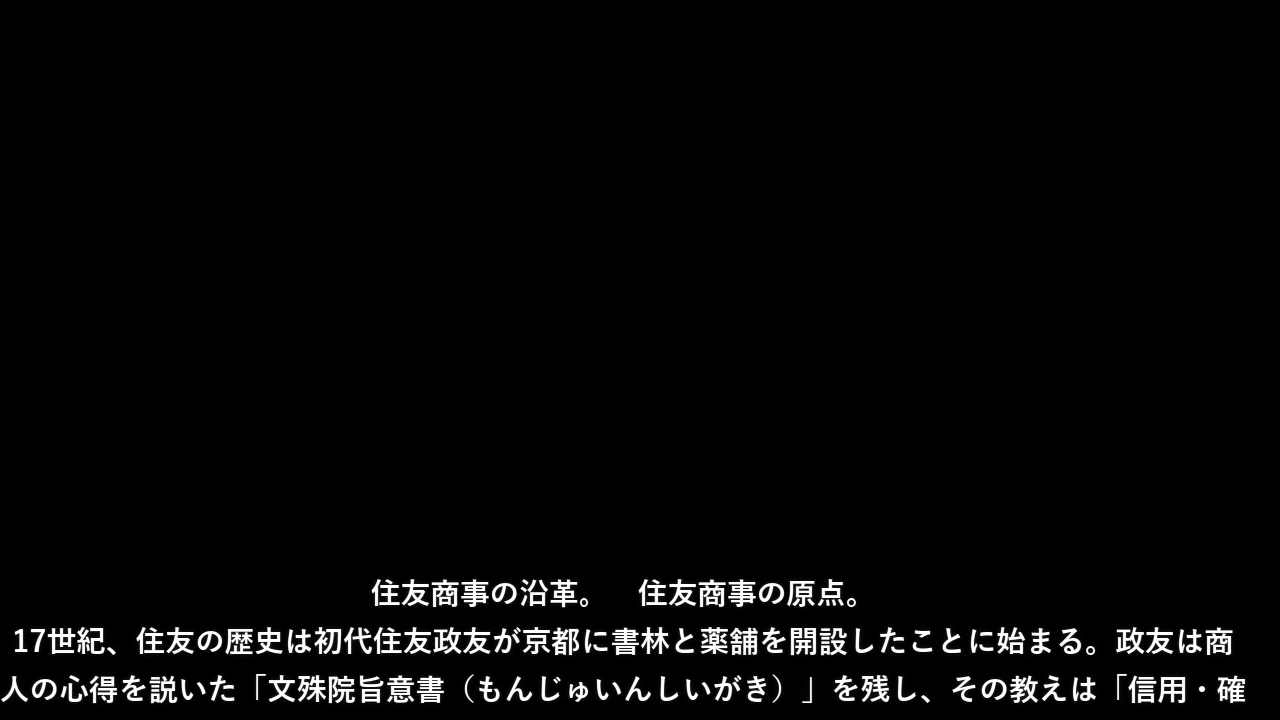 住友商事の沿革。　住友商事の原点。
17世紀、住友の歴史は初代住友政友が京都に書林と薬舗を開設したことに始まる。政友は商
人の心得を説いた「文殊院旨意書（もんじゅいんしいがき）」を残し、その教えは「信用・確